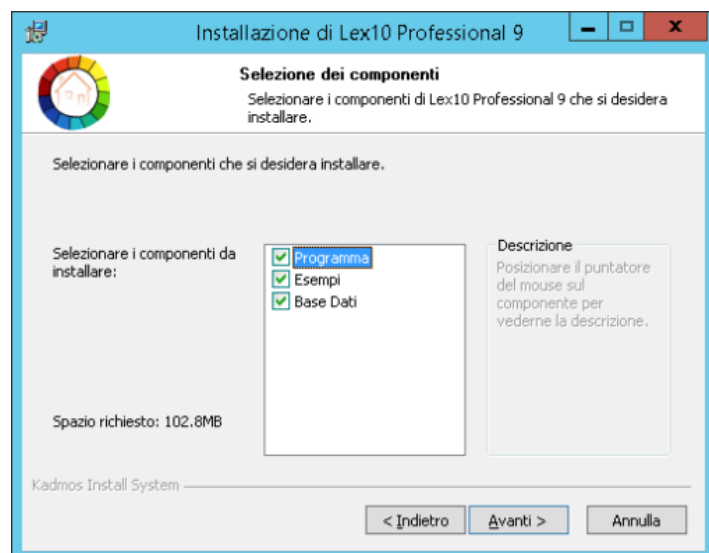 Installazione di Lex10 Professional 9
Selezione dei componenti
Selezionare i componenti di Lex10 Professional 9 che si desidera
installare.
Selezionare i componenti che si desidera installare.
Selezionare i componenti da
installare:
Programma
Esempi
Base Dati
Descrizione
Posizionare il puntatore
del mouse sul
componente per
vederne la descrizione.
Spazio richiesto: 102.8MB
Kadmos Install System
< Indietro
Avanti >
Annulla